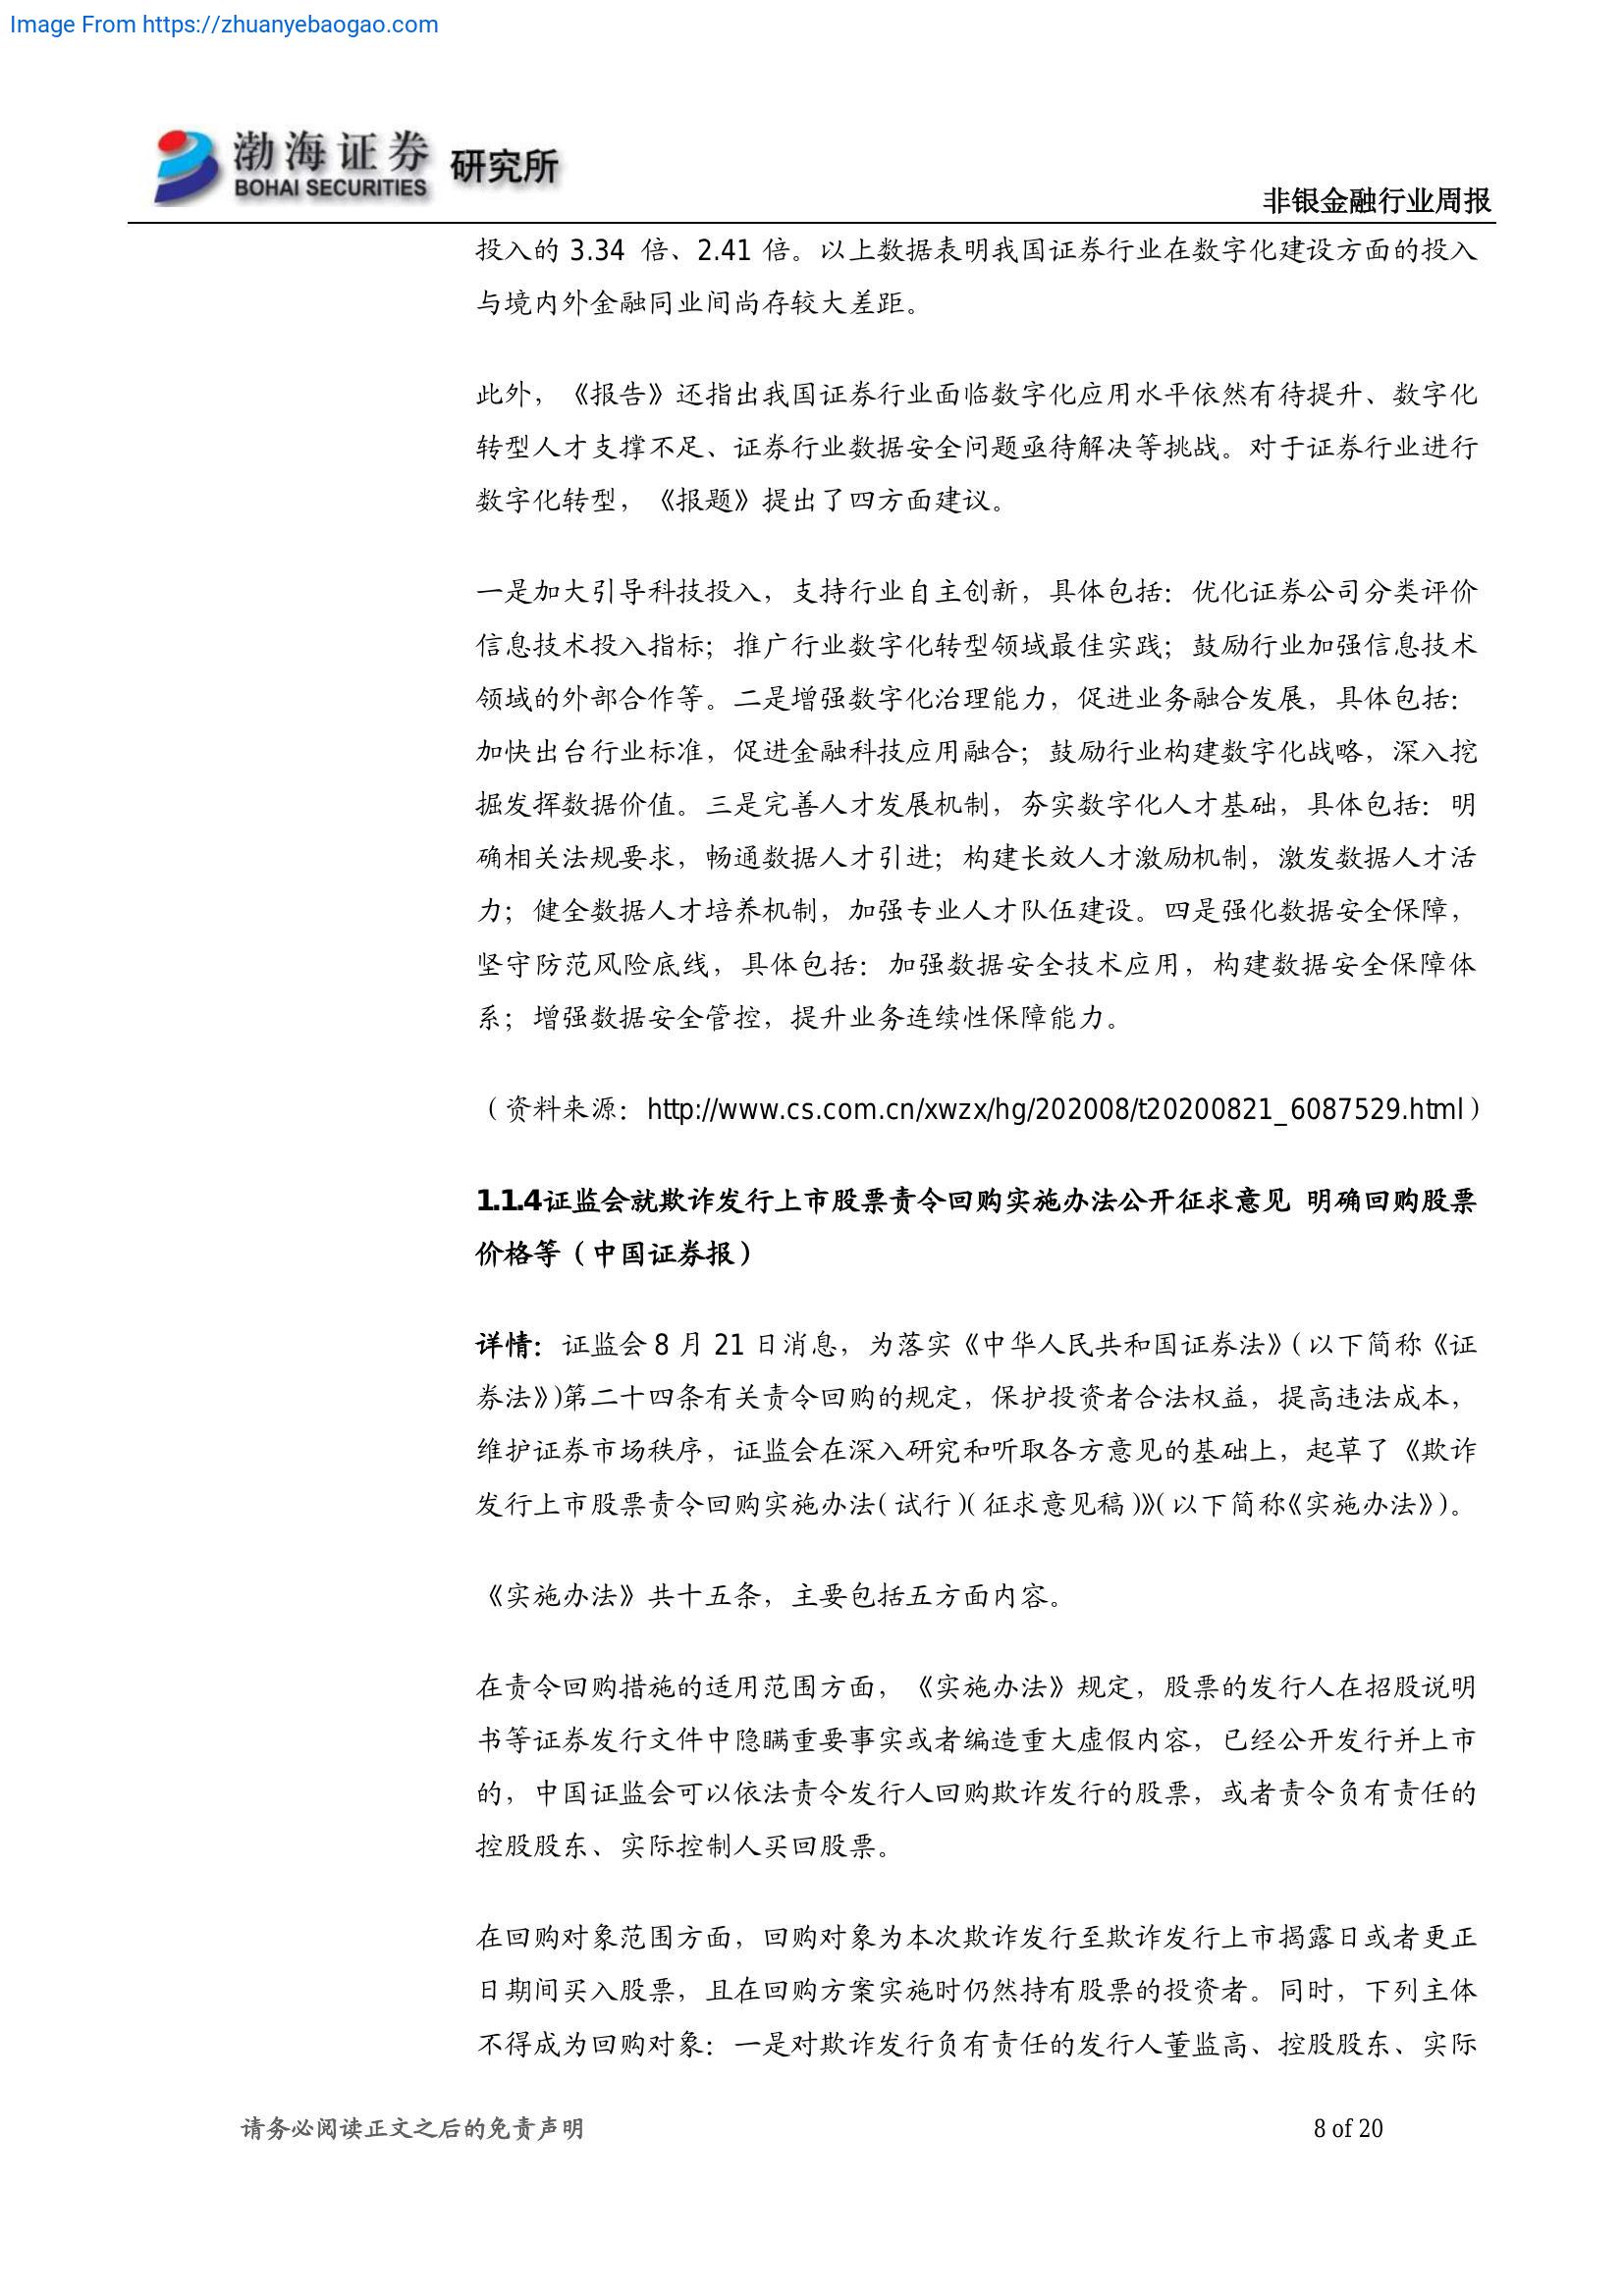 Image From https://zhuanyebaogao.com
渤海证券 研究所
BOHAI SECURITIES
非银金融行业周报
投入的 3.34 倍、2.41 倍。以上数据表明我国证券行业在数字化建设方面的投入
与境内外金融同业间尚存较大差距。
此外，《报告》还指出我国证券行业面临数字化应用水平依然有待提升、数字化
转型人才支撑不足、证券行业数据安全问题亟待解决等挑战。对于证券行业进行
数字化转型，《报题》提出了四方面建议。
一是加大引导科技投入，支持行业自主创新，具体包括：优化证券公司分类评价
信息技术投入指标；推广行业数字化转型领域最佳实践；鼓励行业加强信息技术
领域的外部合作等。二是增强数字化治理能力，促进业务融合发展，具体包括：
加快出台行业标准，促进金融科技应用融合；鼓励行业构建数字化战略，深入挖
掘发挥数据价值。三是完善人才发展机制，夯实数字化人才基础，具体包括：明
确相关法规要求，畅通数据人才引进；构建长效人才激励机制，激发数据人才活
力；健全数据人才培养机制，加强专业人才队伍建设。四是强化数据安全保障，
坚守防范风险底线，具体包括：加强数据安全技术应用，构建数据安全保障体
系；增强数据安全管控，提升业务连续性保障能力。
（资料来源：http://www.cs.com.cn/xwzx/hg/202008/t20200821_6087529.html）
1.1.4证监会就欺诈发行上市股票责令回购实施办法公开征求意见 明确回购股票
价格等（中国证券报）
详情：证监会 8 月 21 日消息，为落实《中华人民共和国证券法》(以下简称《证
券法》)第二十四条有关责令回购的规定，保护投资者合法权益，提高违法成本，
维护证券市场秩序，证监会在深入研究和听取各方意见的基础上，起草了《欺诈
发行上市股票责令回购实施办法(试行)(征求意见稿)》(以下简称《实施办法》)。
《实施办法》共十五条，主要包括五方面内容。
在责令回购措施的适用范围方面，《实施办法》规定，股票的发行人在招股说明
书等证券发行文件中隐瞒重要事实或者编造重大虚假内容，已经公开发行并上市
的，中国证监会可以依法责令发行人回购欺诈发行的股票，或者责令负有责任的
控股股东、实际控制人买回股票。
在回购对象范围方面，回购对象为本次欺诈发行至欺诈发行上市揭露日或者更正
日期间买入股票，且在回购方案实施时仍然持有股票的投资者。同时，下列主体
不得成为回购对象：一是对欺诈发行负有责任的发行人董监高、控股股东、实际
请务必阅读正文之后的免责声明
8 of 20